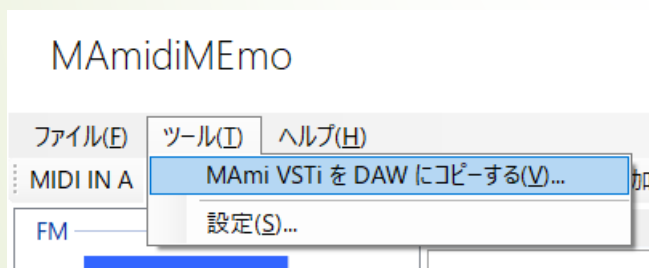 MAmidiMEmo
ファイル(F) ツール(T) ヘルプ(H)
MIDI IN A MAmi VSTi を DAW にコピーする(V)... 加
設定(S)...
FM